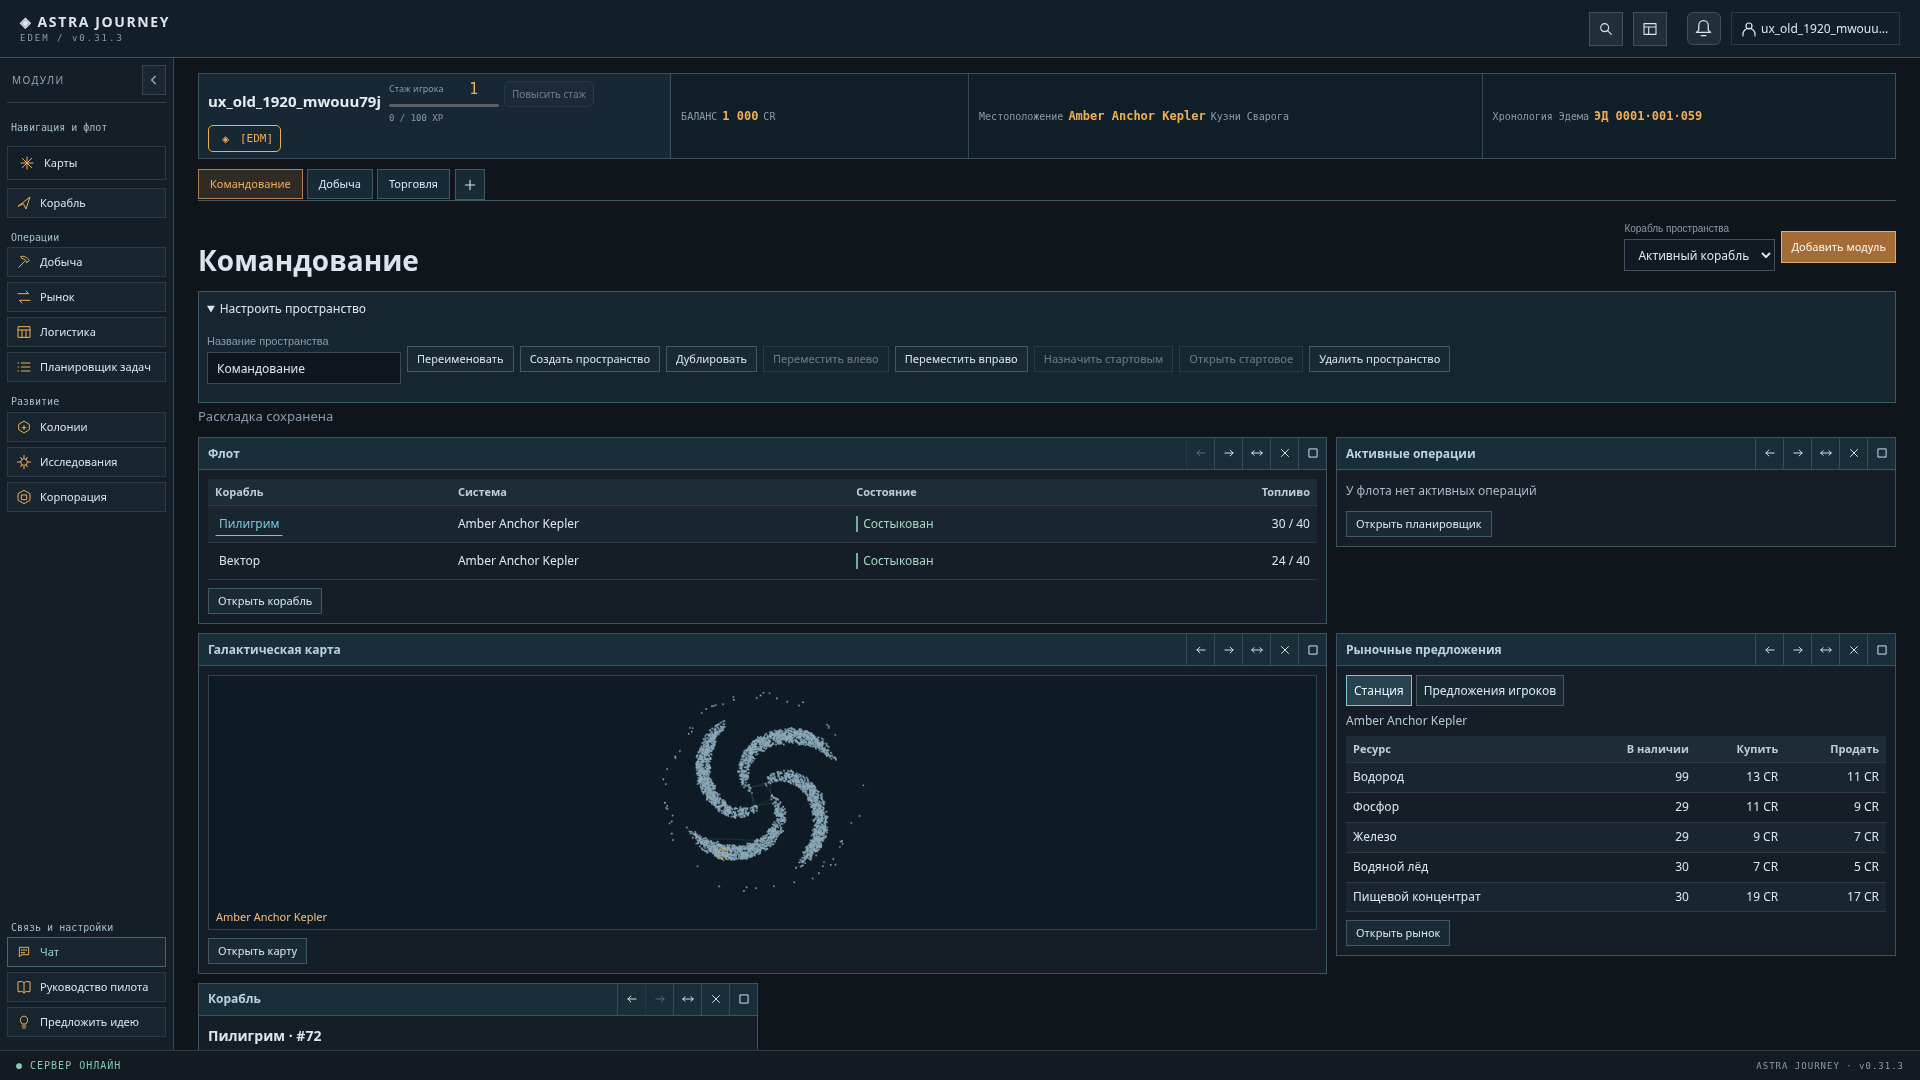 ◈ ASTRA JOURNEY
EDEM / v0.31.3
ux_old_1920_mwouu...
МОДУЛИ
Навигация и флот
Карты
Корабль
Операции
Добыча
Рынок
Логистика
Планировщик задач
Развитие
Колонии
Исследования
Корпорация
Связь и настройки
Чат
Руководство пилота
Предложить идею
ux_old_1920_mwouu79j
Стаж игрока 1
0 / 100 XP
Повысить стаж
◈ [EDM]
БАЛАНС 1 000 CR
Местоположение Amber Anchor Kepler Кузни Сварога
Хронология Эдема ЭД 0001·001·059
Командование Добыча Торговля +
Командование
Корабль пространства
Активный корабль
Добавить модуль
▼ Настроить пространство
Название пространства
Командование
Переименовать Создать пространство Дублировать Переместить влево Переместить вправо Назначить стартовым Открыть стартовое Удалить пространство
Раскладка сохранена
Флот
Корабль Система Состояние Топливо
Пилигрим Amber Anchor Kepler Состыкован 30 / 40
Вектор Amber Anchor Kepler Состыкован 24 / 40
Открыть корабль
Активные операции
У флота нет активных операций
Открыть планировщик
Галактическая карта
Amber Anchor Kepler
Открыть карту
Рыночные предложения
Станция Предложения игроков
Amber Anchor Kepler
Ресурс В наличии Купить Продать
Водород 99 13 CR 11 CR
Фосфор 29 11 CR 9 CR
Железо 29 9 CR 7 CR
Водяной лёд 30 7 CR 5 CR
Пищевой концентрат 30 19 CR 17 CR
Открыть рынок
Корабль
Пилигрим · #72
● СЕРВЕР ОНЛАЙН
ASTRA JOURNEY · v0.31.3